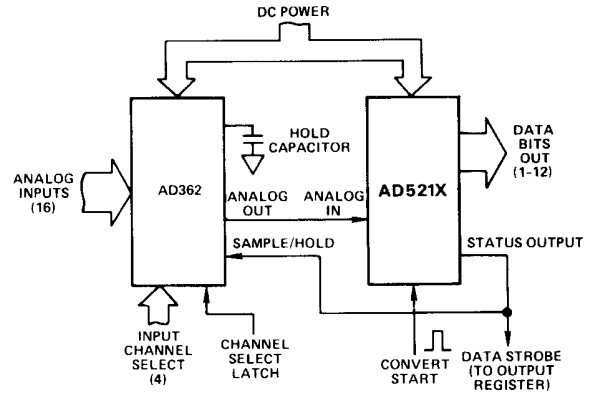 DC POWER
HOLD
CAPACITOR
DATA
BITS
OUT
(1-12)
ANALOG
INPUTS
(16)
AD362
AD521X
ANALOG
OUT
ANALOG
IN
SAMPLE/HOLD
STATUS OUTPUT
INPUT
CHANNEL
SELECT
(4)
CHANNEL
SELECT
LATCH
CONVERT
START
DATA STROBE
(TO OUTPUT
REGISTER)